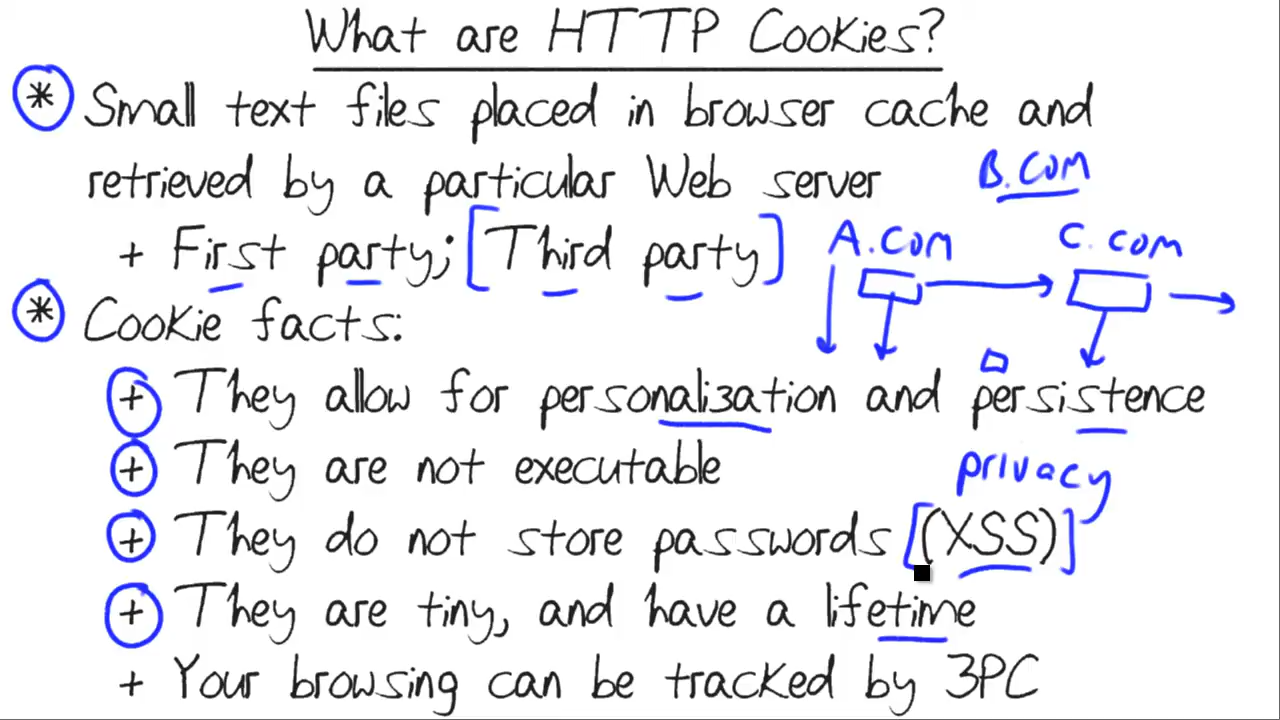 What are HTTP Cookies?
* Small text files placed in browser cache and
retrieved by a particular Web server
B.com
+ First party; [Third party]
A.com
C.com
* Cookie facts:
+ They allow for personalization and persistence
+ They are not executable
privacy
+ They do not store passwords [(XSS)]
+ They are tiny, and have a lifetime
+ Your browsing can be tracked by 3PC